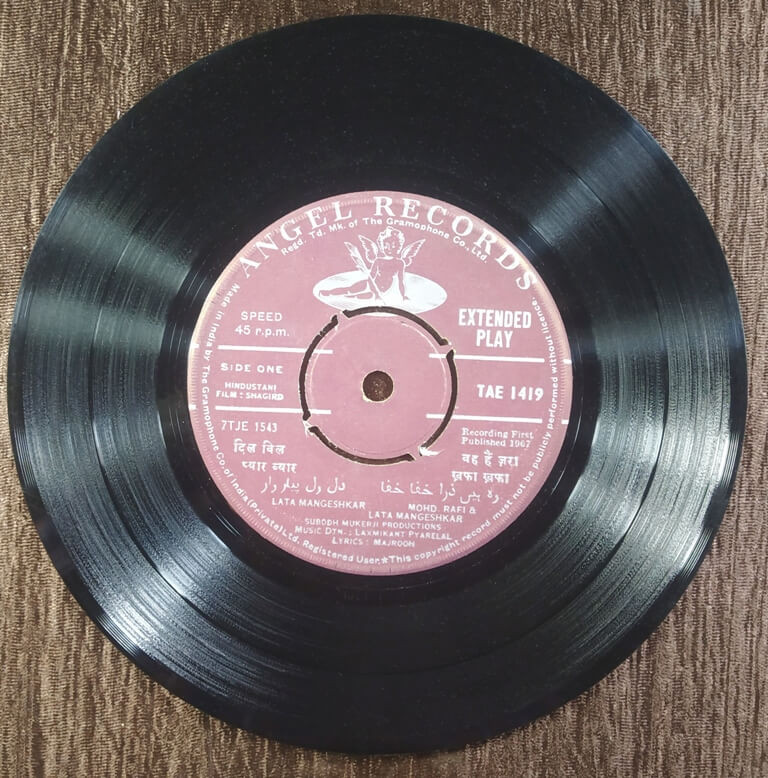 ANGEL RECORDS
Regd. Td. Mk. of The Gramophone Co., Ltd.
SPEED
45 r.p.m.
EXTENDED
PLAY
SIDE ONE
HINDUSTANI
FILM : SHAGIRD
TAE 1419
7TJE 1543
Recording First
Published 1967
दिल विल
प्यार ब्यार
वह हैं ज़रा
ख़फ़ा ख़फ़ा
دل ول پیار وار
وہ ہیں ذرا خفا خفا
LATA MANGESHKAR
MOHD. RAFI &
LATA MANGESHKAR
SUBODH MUKERJI PRODUCTIONS
MUSIC DTN.: LAXMIKANT PYARELAL
LYRICS : MAJROOH
Made in India by The Gramophone Co. of India (Private) Ltd. Registered User.★This copyright record must not be publicly performed without licence.